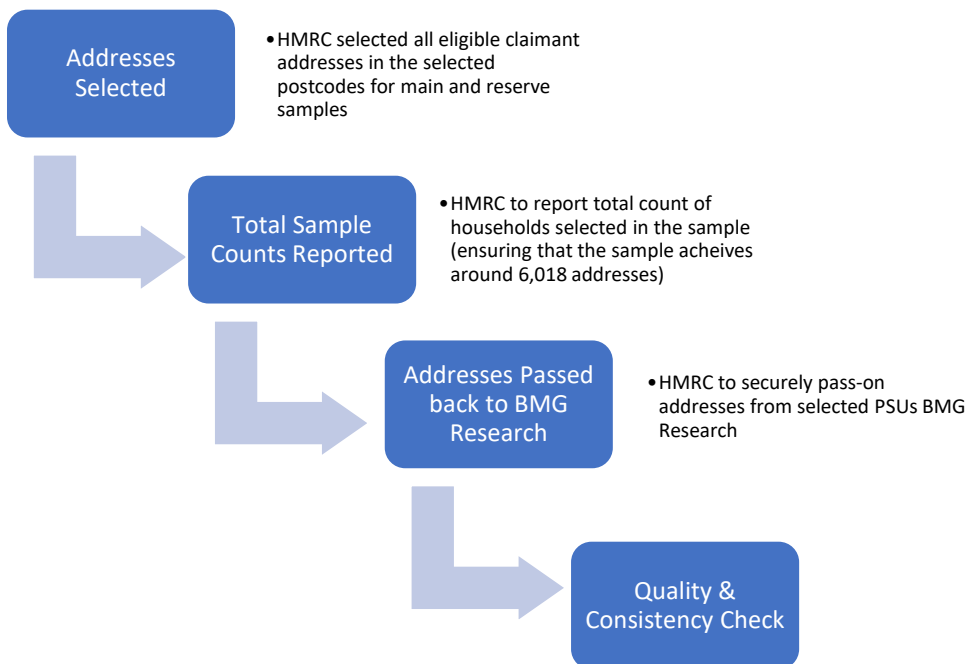 Addresses
Selected
•HMRC selected all eligible claimant
addresses in the selected
postcodes for main and reserve
samples
Total Sample
Counts Reported
•HMRC to report total count of
households selected in the sample
(ensuring that the sample acheives
around 6,018 addresses)
Addresses Passed
back to BMG
Research
•HMRC to securely pass-on
addresses from selected PSUs BMG
Research
Quality &
Consistency Check